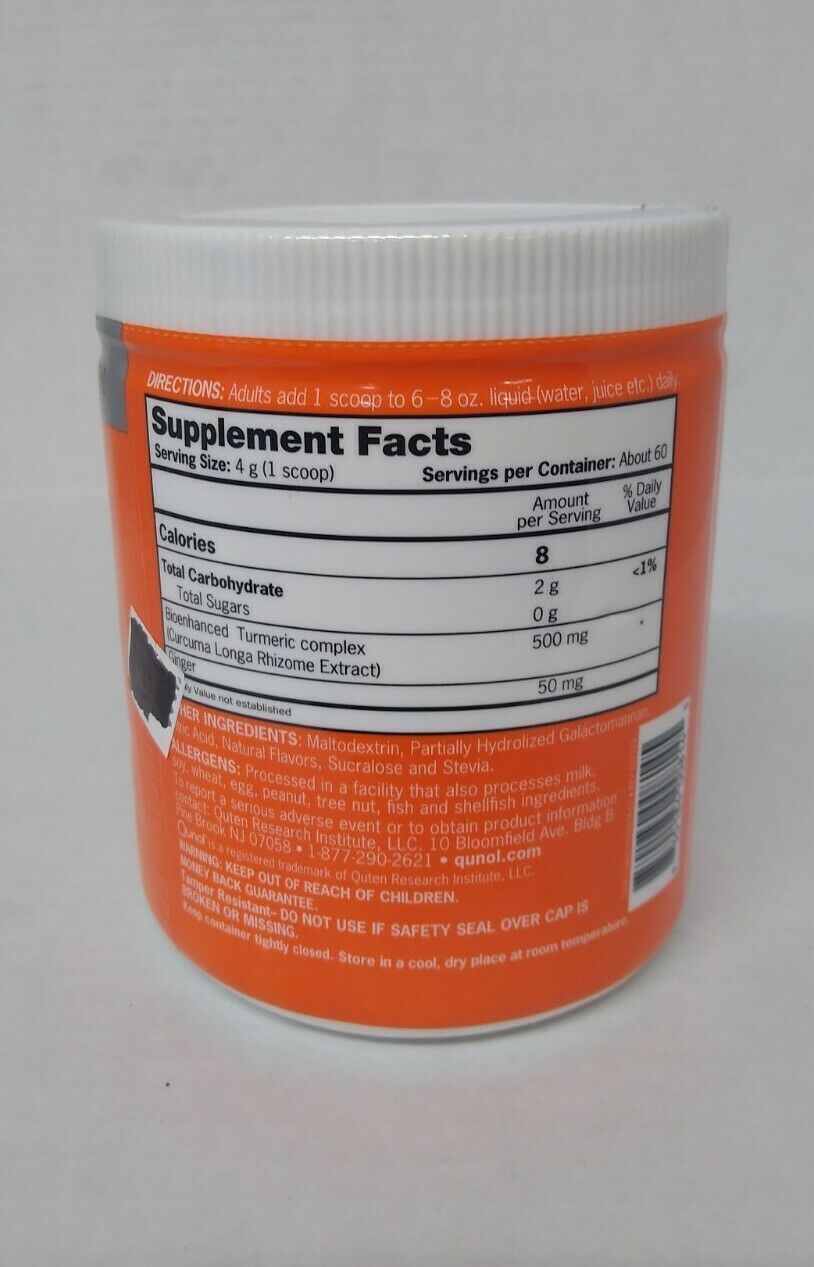 DIRECTIONS: Adults add 1 scoop to 6-8 oz. liquid (water, juice etc.) daily.
Supplement Facts
Serving Size: 4 g (1 scoop) Servings per Container: About 60
Amount per Serving % Daily Value
Calories 8
Total Carbohydrate 2 g <1%
Total Sugars 0 g
Bioenhanced Turmeric complex 500 mg *
(Curcuma Longa Rhizome Extract)
Ginger 50 mg
ly Value not established
HER INGREDIENTS: Maltodextrin, Partially Hydrolized Galactomannan,
ric Acid, Natural Flavors, Sucralose and Stevia.
ALLERGENS: Processed in a facility that also processes milk,
soy, wheat, egg, peanut, tree nut, fish and shellfish ingredients.
To report a serious adverse event or to obtain product information
contact: Quten Research Institute, LLC, 10 Bloomfield Ave. Bldg B
Pine Brook NJ 07058 • 1-877-290-2621 • qunol.com
Qunol is a registered trademark of Quten Research Institute, LLC.
WARNING: KEEP OUT OF REACH OF CHILDREN.
MONEY BACK GUARANTEE.
Tamper Resistant- DO NOT USE IF SAFETY SEAL OVER CAP IS
BROKEN OR MISSING.
Keep container tightly closed. Store in a cool, dry place at room temperature.